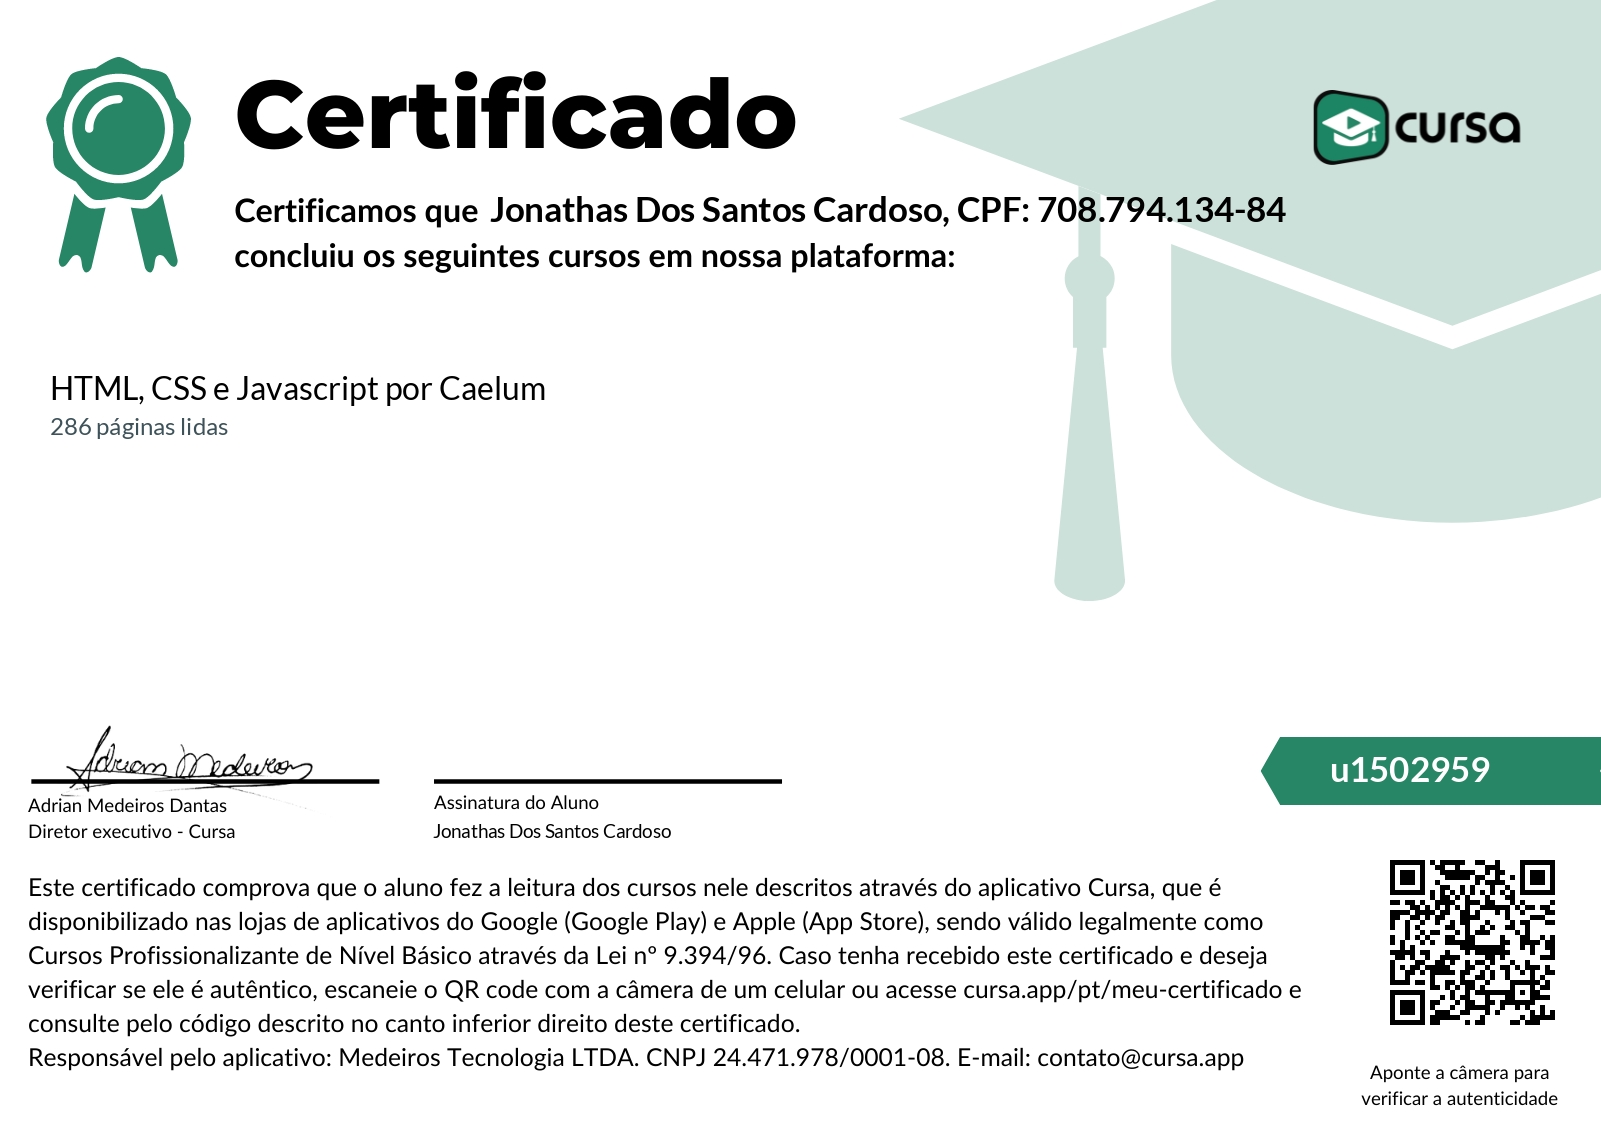 Certificado
cursa
Certificamos que Jonathas Dos Santos Cardoso, CPF: 708.794.134-84
concluiu os seguintes cursos em nossa plataforma:
HTML, CSS e Javascript por Caelum
286 páginas lidas
Adrian Medeiros
Adrian Medeiros Dantas
Diretor executivo - Cursa
Assinatura do Aluno
Jonathas Dos Santos Cardoso
u1502959
Este certificado comprova que o aluno fez a leitura dos cursos nele descritos através do aplicativo Cursa, que é
disponibilizado nas lojas de aplicativos do Google (Google Play) e Apple (App Store), sendo válido legalmente como
Cursos Profissionalizante de Nível Básico através da Lei nº 9.394/96. Caso tenha recebido este certificado e deseja
verificar se ele é autêntico, escaneie o QR code com a câmera de um celular ou acesse cursa.app/pt/meu-certificado e
consulte pelo código descrito no canto inferior direito deste certificado.
Responsável pelo aplicativo: Medeiros Tecnologia LTDA. CNPJ 24.471.978/0001-08. E-mail: contato@cursa.app
Aponte a câmera para
verificar a autenticidade